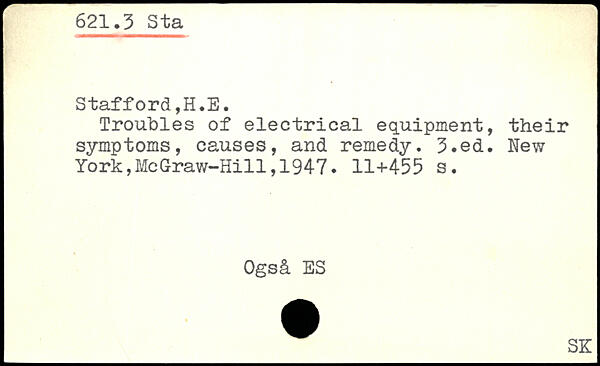 621.3 Sta
Stafford,H.E.
Troubles of electrical equipment, their
symptoms, causes, and remedy. 3.ed. New
York,McGraw-Hill,1947. 11+455 s.
Også ES
SK